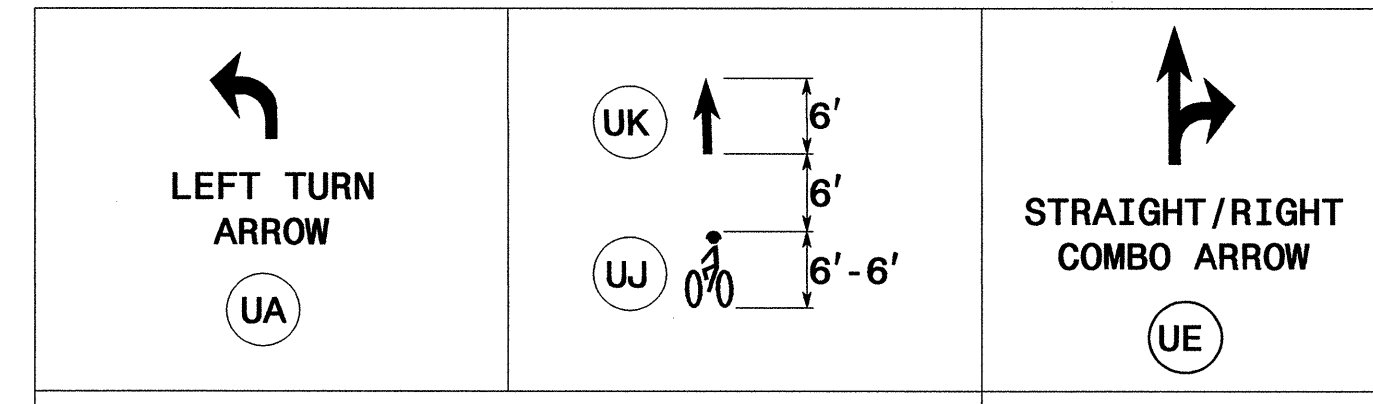 LEFT TURN
ARROW
UA
UK
6'
6'
UJ
6'-6'
STRAIGHT/RIGHT
COMBO ARROW
UE